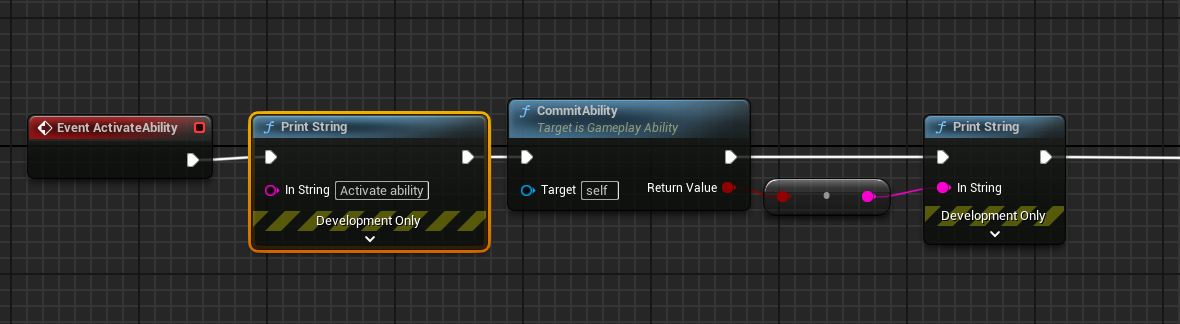 Event ActivateAbility
Print String
In String Activate ability
Development Only
CommitAbility
Target is Gameplay Ability
Target self
Return Value
Print String
In String
Development Only